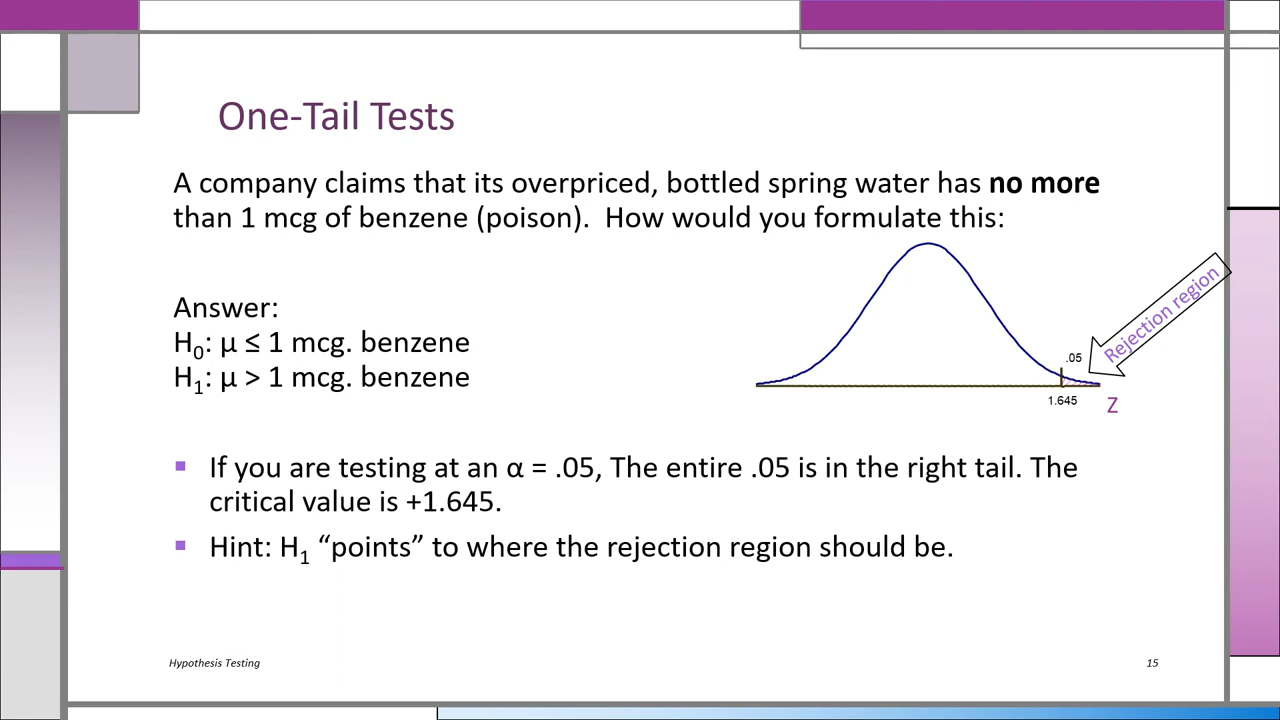 One-Tail Tests
A company claims that its overpriced, bottled spring water has no more
than 1 mcg of benzene (poison).  How would you formulate this:
Answer:
H0: μ ≤ 1 mcg. benzene
H1: μ > 1 mcg. benzene
Rejection region
.05
1.645
Z
▪ If you are testing at an α = .05, The entire .05 is in the right tail. The
critical value is +1.645.
▪ Hint: H1 “points” to where the rejection region should be.
Hypothesis Testing
15